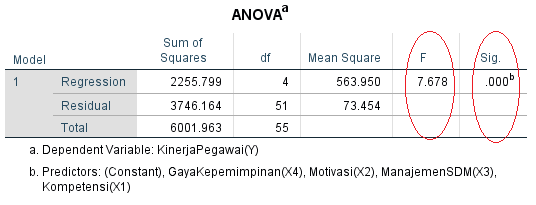 ANOVAa
Model Sum of Squares df Mean Square F Sig.
1 Regression 2255.799 4 563.950 7.678 .000b
Residual 3746.164 51 73.454
Total 6001.963 55
a. Dependent Variable: KinerjaPegawai(Y)
b. Predictors: (Constant), GayaKepemimpinan(X4), Motivasi(X2), ManajemenSDM(X3),
Kompetensi(X1)